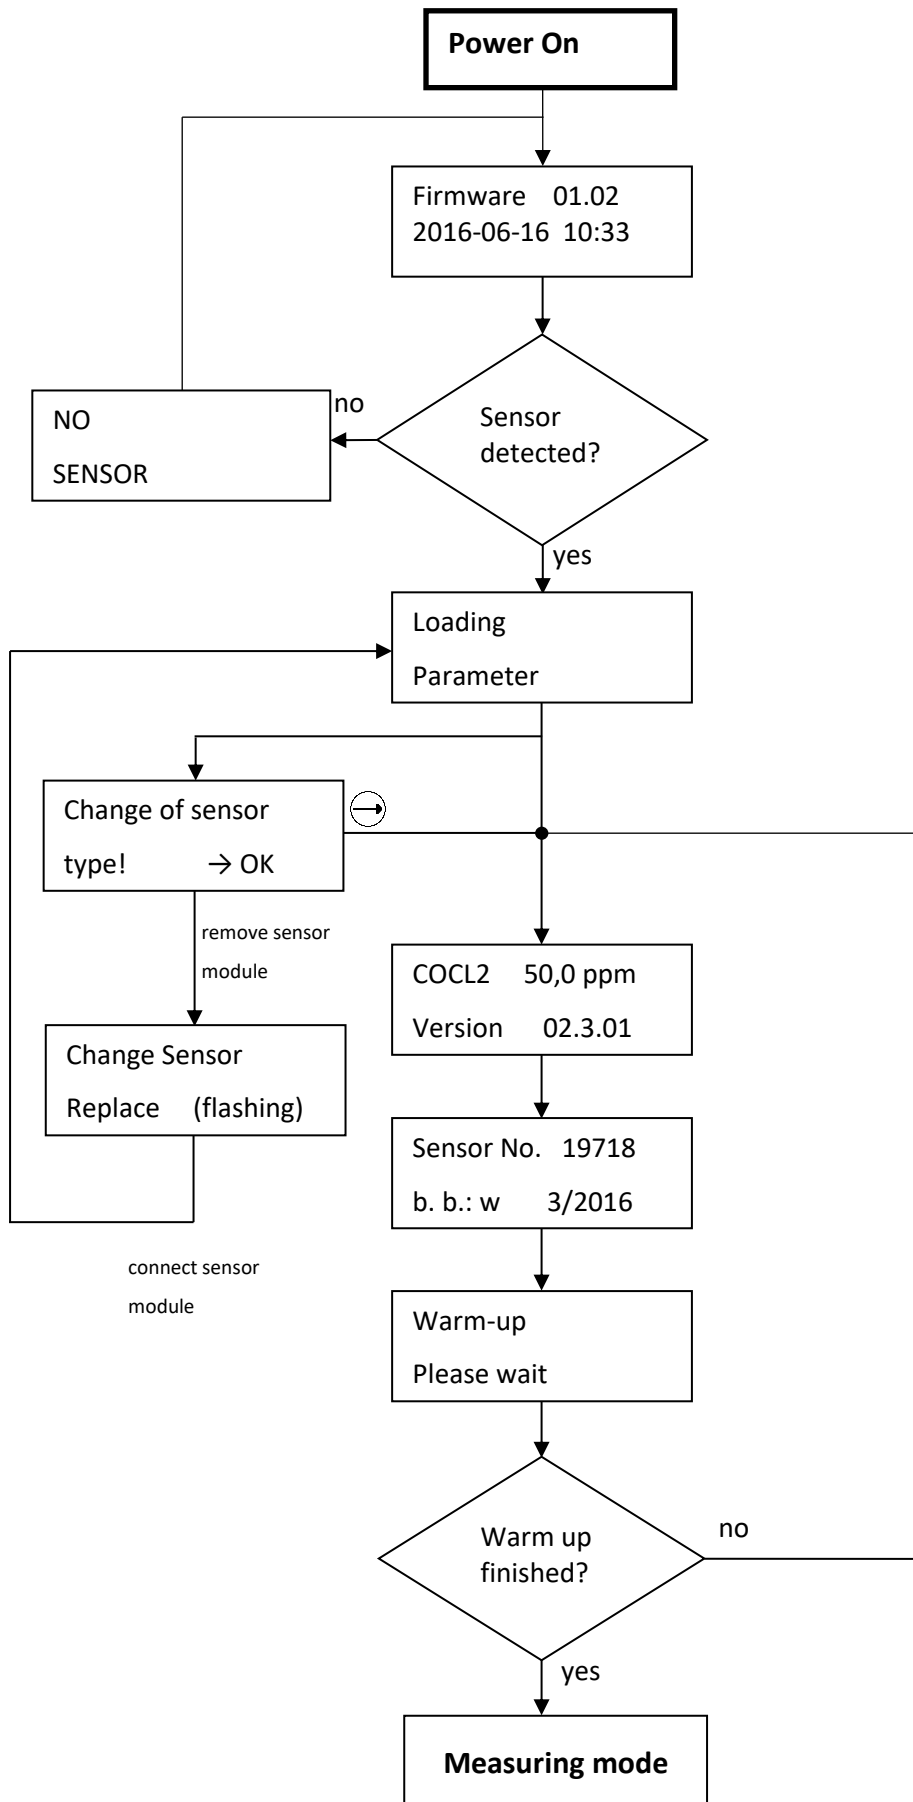 Power On
Firmware 01.02
2016-06-16 10:33
Sensor
detected?
no
NO
SENSOR
yes
Loading
Parameter
Change of sensor
type! → OK
remove sensor
module
Change Sensor
Replace (flashing)
connect sensor
module
COCL2 50,0 ppm
Version 02.3.01
Sensor No. 19718
b. b.: w 3/2016
Warm-up
Please wait
Warm up
finished?
no
yes
Measuring mode